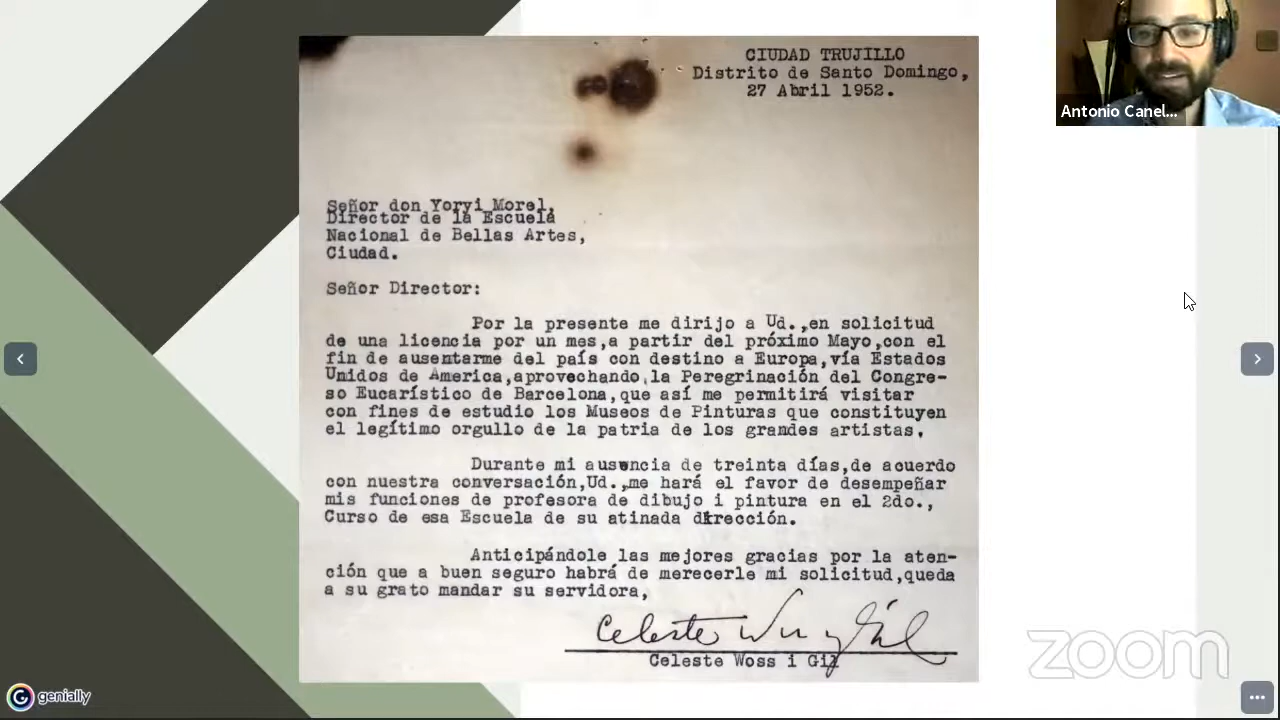 CIUDAD TRUJILLO
Distrito de Santo Domingo,
27 Abril 1952.
Antonio Canel...
Señor don Yoryi Morel,
Director de la Escuela
Nacional de Bellas Artes,
Ciudad.
Señor Director:
Por la presente me dirijo a Ud.,en solicitud
de una licencia por un mes,a partir del próximo Mayo,con el
fin de ausentarme del país con destino a Europa,vía Estados
Unidos de America,aprovechando,la Peregrinación del Congre-
so Eucarístico de Barcelona,que así me permitirá visitar
con fines de estudio los Museos de Pinturas que constituyen
el legítimo orgullo de la patria de los grandes artistas.
Durante mi ausencia de treinta días,de acuerdo
con nuestra conversación,Ud.,me hará el favor de desempeñar
mis funciones de profesora de dibujo i pintura en el 2do.,
Curso de esa Escuela de su atinada dirección.
Anticipándole las mejores gracias por la aten-
ción que a buen seguro habrá de merecerle mi solicitud,queda
a su grato mandar su servidora,
Celeste Woss y Gil
Celeste Woss i Gil
zoom
genially